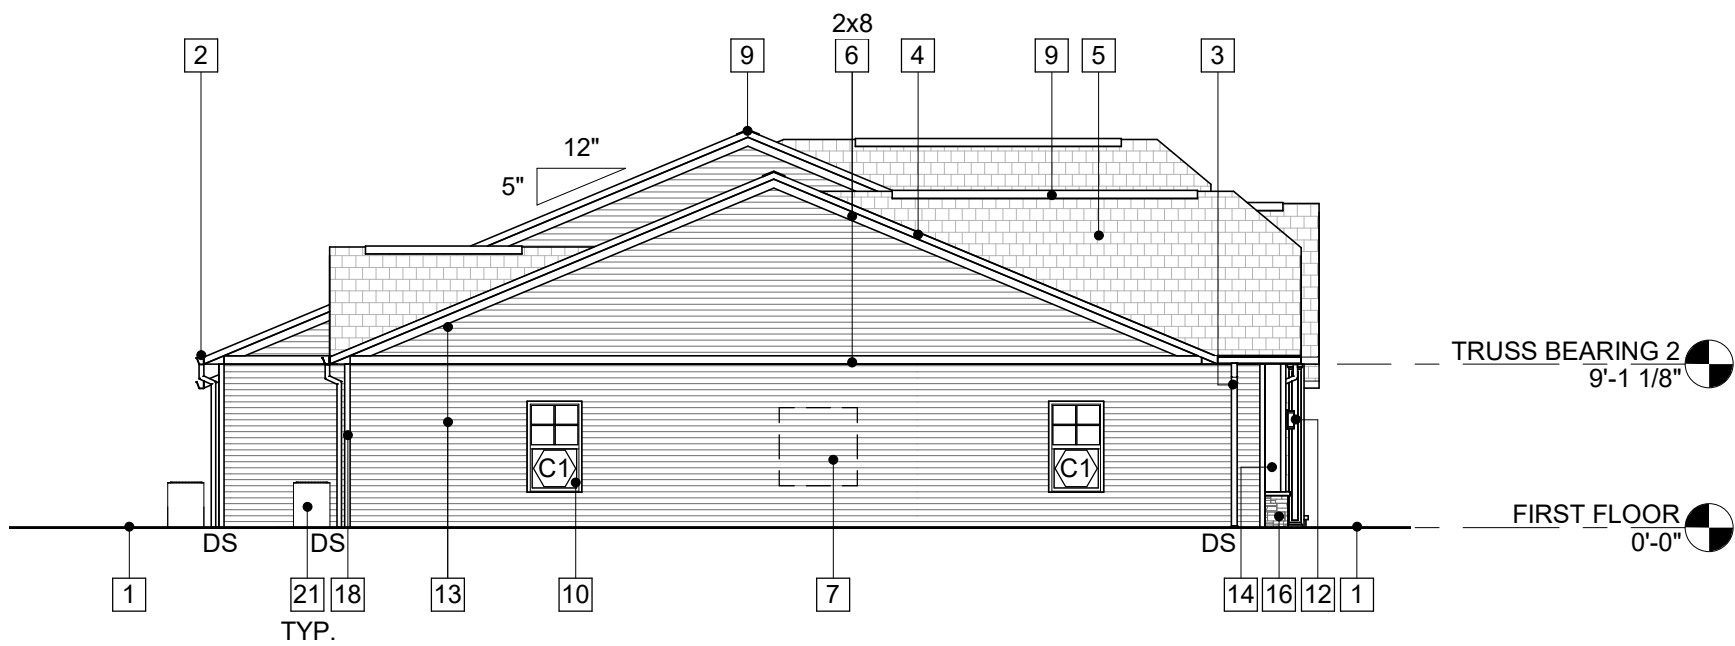 2x8
2 9 6 4 9 5 3
12"
5"
TRUSS BEARING 2
9'-1 1/8"
C1 C1
FIRST FLOOR
0'-0"
DS DS DS
1 21 18 13 10 7 14 16 12 1
TYP.